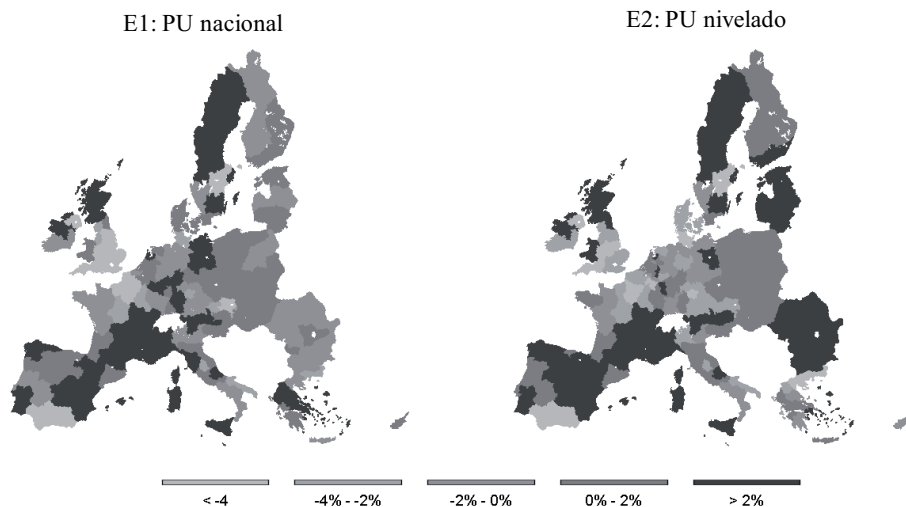 E1: PU nacional
E2: PU nivelado
< -4
-4% - -2%
-2% - 0%
0% - 2%
> 2%